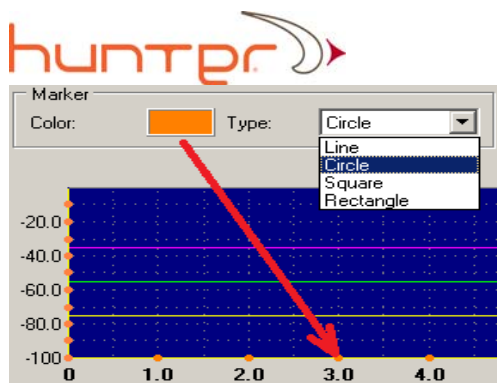 hunter
Marker
Color:
Type:
Circle
Line
Circle
Square
Rectangle
-20.0
-40.0
-60.0
-80.0
-100
0 1.0 2.0 3.0 4.0